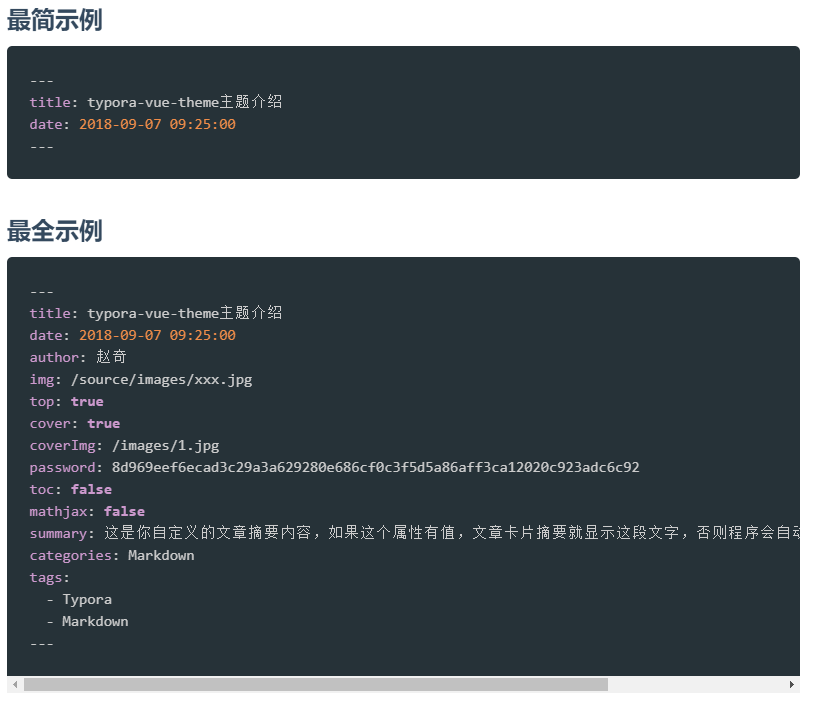 最简示例
---
title: typora-vue-theme主题介绍
date: 2018-09-07 09:25:00
---
最全示例
---
title: typora-vue-theme主题介绍
date: 2018-09-07 09:25:00
author: 赵奇
img: /source/images/xxx.jpg
top: true
cover: true
coverImg: /images/1.jpg
password: 8d969eef6ecad3c29a3a629280e686cf0c3f5d5a86aff3ca12020c923adc6c92
toc: false
mathjax: false
summary: 这是你自定义的文章摘要内容，如果这个属性有值，文章卡片摘要就显示这段文字，否则程序会自动
categories: Markdown
tags:
  - Typora
  - Markdown
---